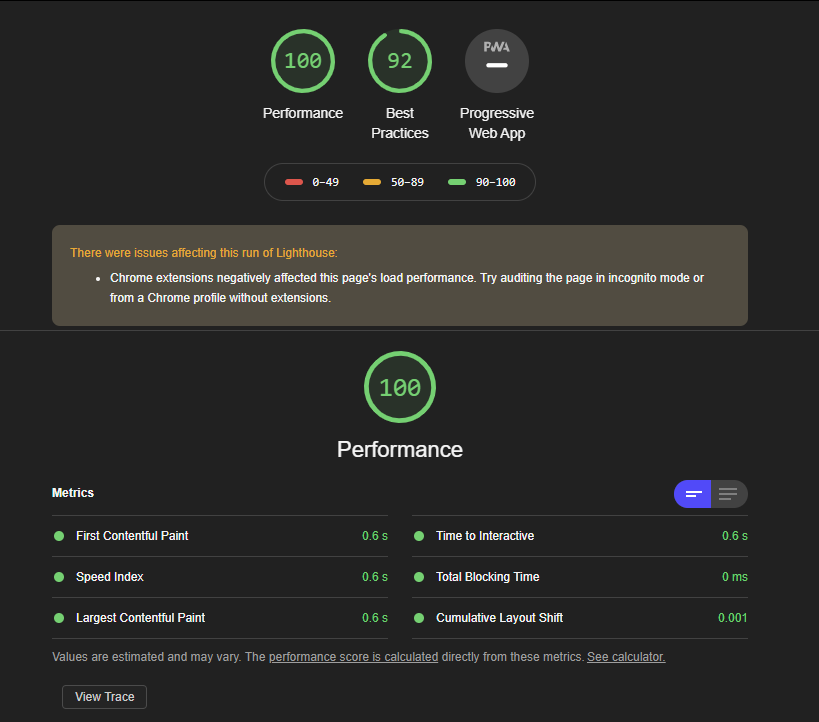 100
92
PWA
Performance
Best
Practices
Progressive
Web App
0–49
50–89
90–100
There were issues affecting this run of Lighthouse:
• Chrome extensions negatively affected this page's load performance. Try auditing the page in incognito mode or
from a Chrome profile without extensions.
100
Performance
Metrics
First Contentful Paint 0.6 s
Time to Interactive 0.6 s
Speed Index 0.6 s
Total Blocking Time 0 ms
Largest Contentful Paint 0.6 s
Cumulative Layout Shift 0.001
Values are estimated and may vary. The performance score is calculated directly from these metrics. See calculator.
View Trace